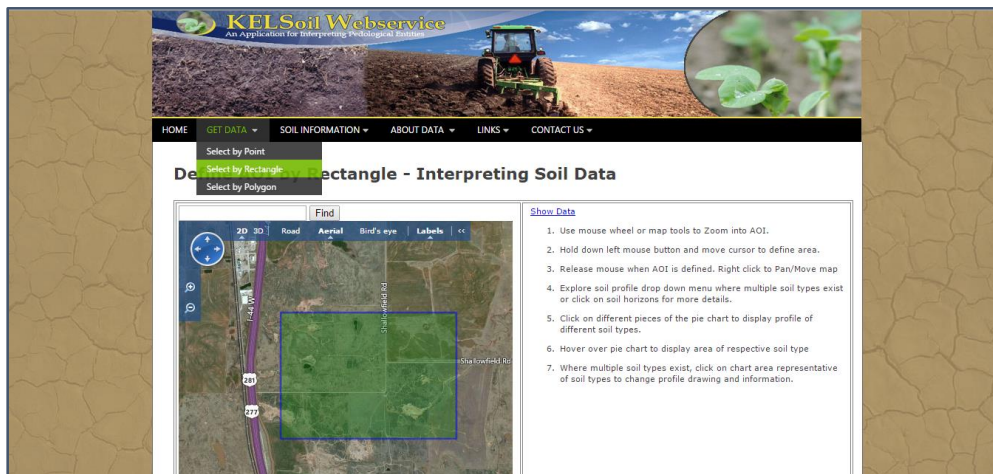 KELSoil Webservice
An Application for Interpreting Pedological Entities
HOME GET DATA SOIL INFORMATION ABOUT DATA LINKS CONTACT US
Select by Point
Select by Rectangle
Select by Polygon
Rectangle - Interpreting Soil Data
Find
2D 3D Road Aerial Bird's eye Labels <<
I-44 W
Shallowfield Rd
Shallowfield Rd
281
277
Show Data
1. Use mouse wheel or map tools to Zoom into AOI.
2. Hold down left mouse button and move cursor to define area.
3. Release mouse when AOI is defined. Right click to Pan/Move map
4. Explore soil profile drop down menu where multiple soil types exist
or click on soil horizons for more details.
5. Click on different pieces of the pie chart to display profile of
different soil types.
6. Hover over pie chart to display area of respective soil type
7. Where multiple soil types exist, click on chart area representative
of soil types to change profile drawing and information.